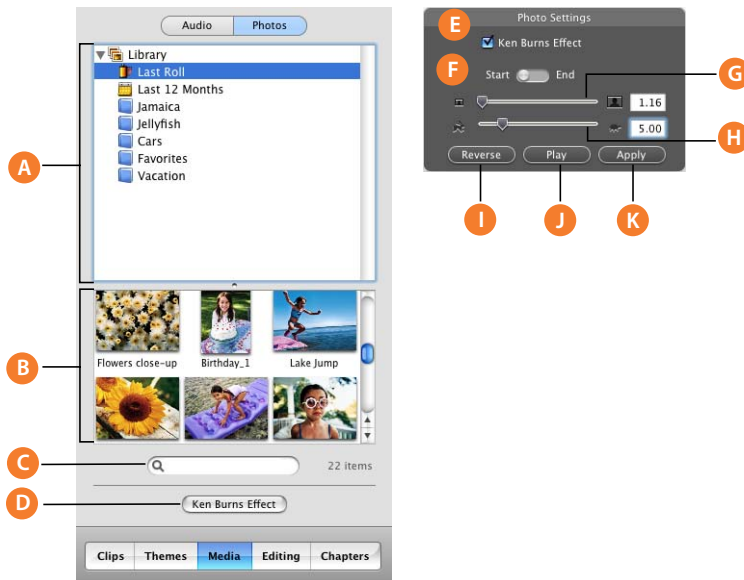 Audio Photos
Library
Last Roll
Last 12 Months
Jamaica
Jellyfish
Cars
Favorites
Vacation
A
Flowers close-up Birthday_1 Lake Jump
B
C
22 items
D
Ken Burns Effect
Clips Themes Media Editing Chapters
Photo Settings
E
Ken Burns Effect
F
Start End
G
1.16
5.00
H
Reverse Play Apply
I J K